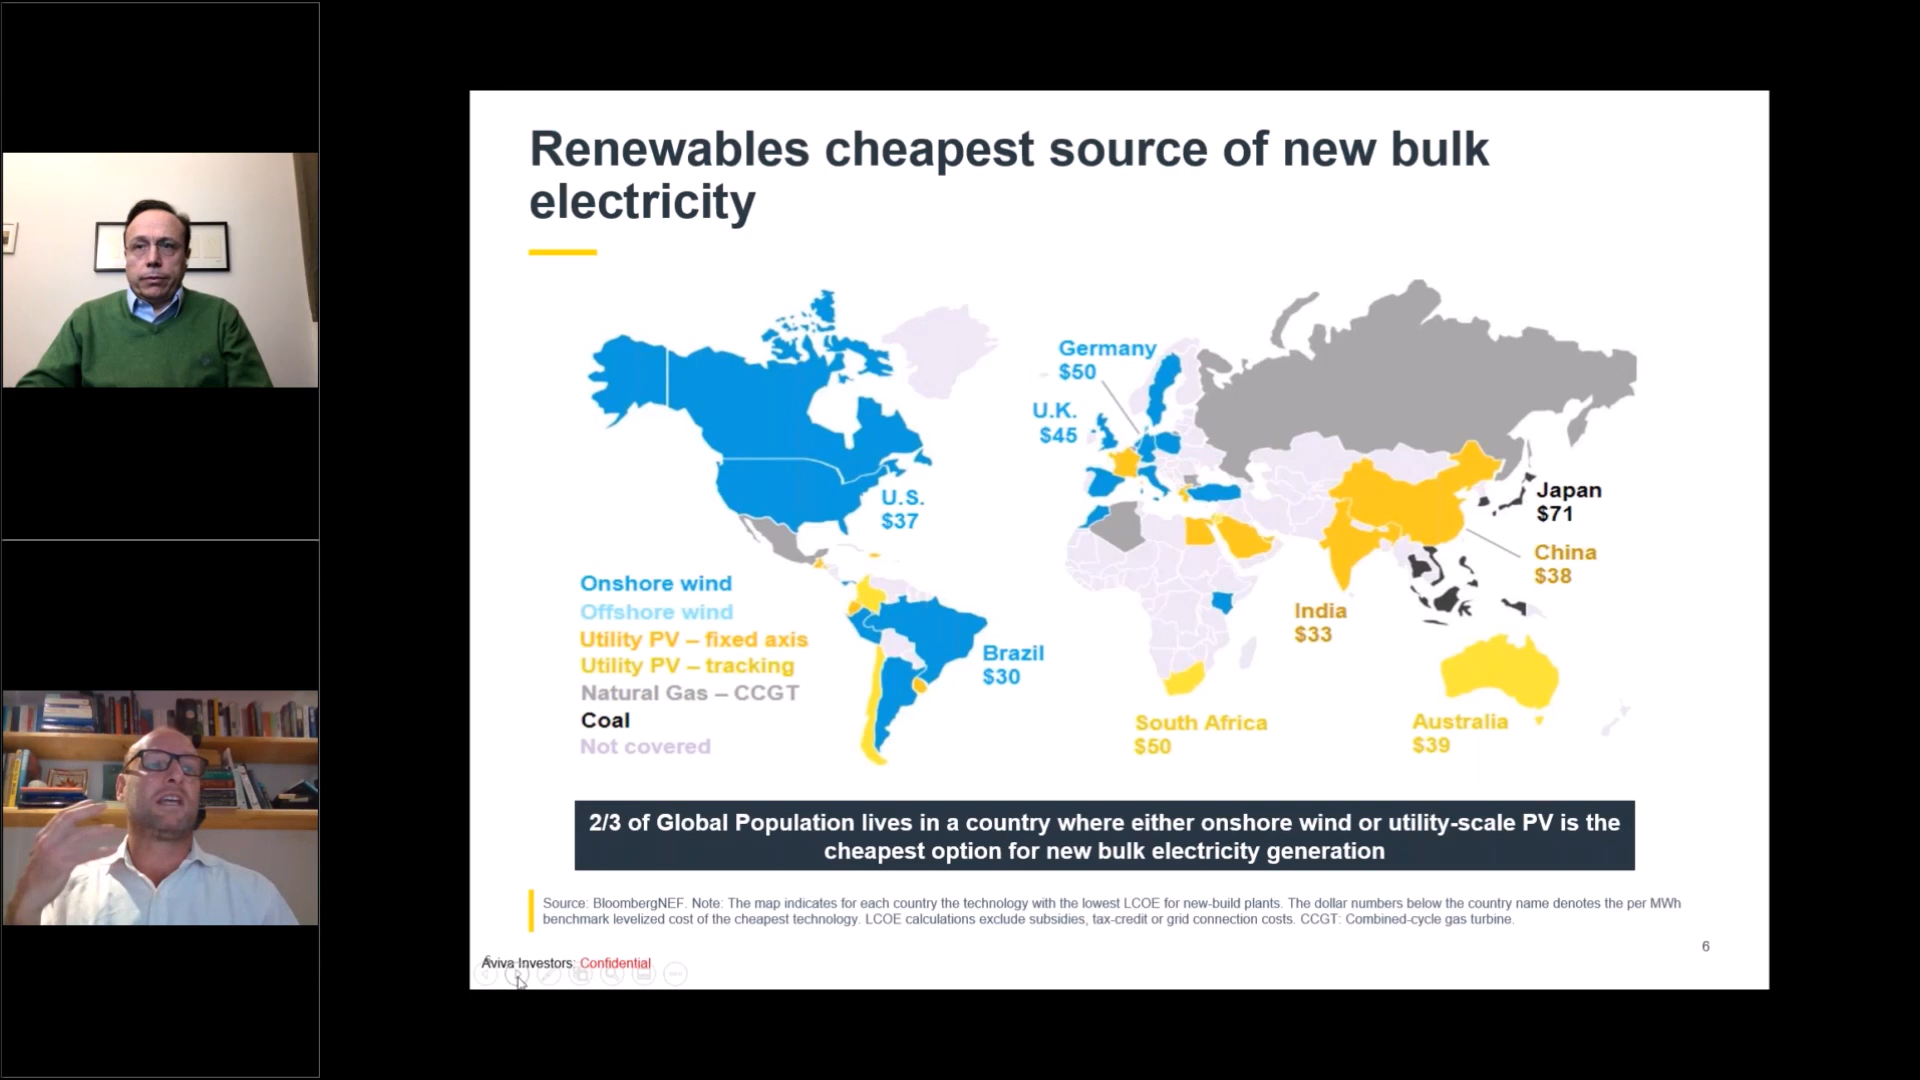 Renewables cheapest source of new bulk
electricity
Germany
$50
U.K.
$45
U.S.
$37
Japan
$71
China
$38
India
$33
Brazil
$30
South Africa
$50
Australia
$39
Onshore wind
Offshore wind
Utility PV – fixed axis
Utility PV – tracking
Natural Gas – CCGT
Coal
Not covered
2/3 of Global Population lives in a country where either onshore wind or utility-scale PV is the
cheapest option for new bulk electricity generation
Source: BloombergNEF. Note: The map indicates for each country the technology with the lowest LCOE for new-build plants. The dollar numbers below the country name denotes the per MWh
benchmark levelized cost of the cheapest technology. LCOE calculations exclude subsidies, tax-credit or grid connection costs. CCGT: Combined-cycle gas turbine.
6
Aviva Investors: Confidential